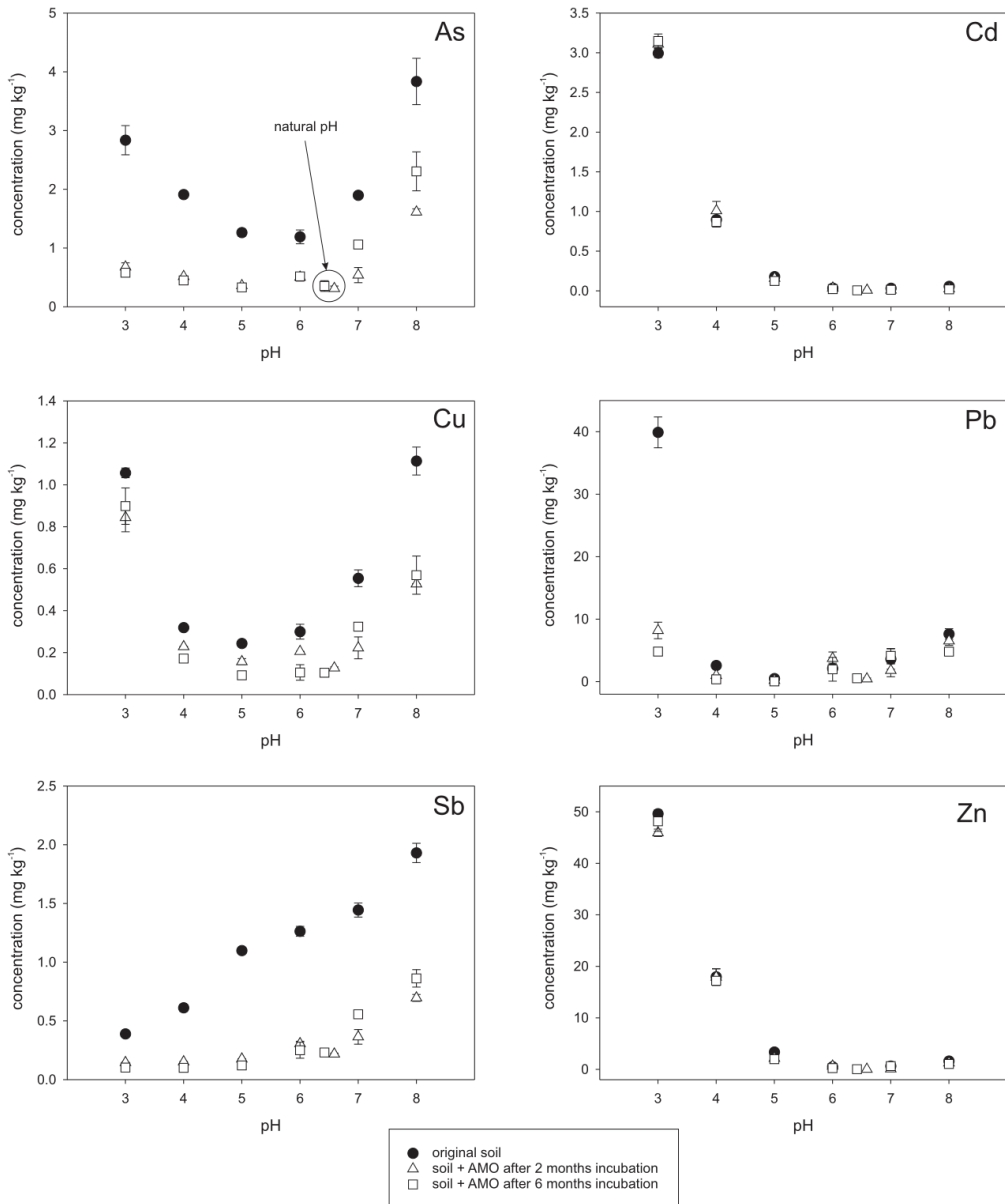 As
concentration (mg kg⁻¹)
5
4
3
2
1
0
natural pH
3 4 5 6 7 8
pH
Cd
concentration (mg kg⁻¹)
3.5
3.0
2.5
2.0
1.5
1.0
0.5
0.0
3 4 5 6 7 8
pH
Cu
concentration (mg kg⁻¹)
1.4
1.2
1.0
0.8
0.6
0.4
0.2
0.0
3 4 5 6 7 8
pH
Pb
concentration (mg kg⁻¹)
40
30
20
10
0
3 4 5 6 7 8
pH
Sb
concentration (mg kg⁻¹)
2.5
2.0
1.5
1.0
0.5
0.0
3 4 5 6 7 8
pH
Zn
concentration (mg kg⁻¹)
50
40
30
20
10
0
3 4 5 6 7 8
pH
original soil
soil + AMO after 2 months incubation
soil + AMO after 6 months incubation